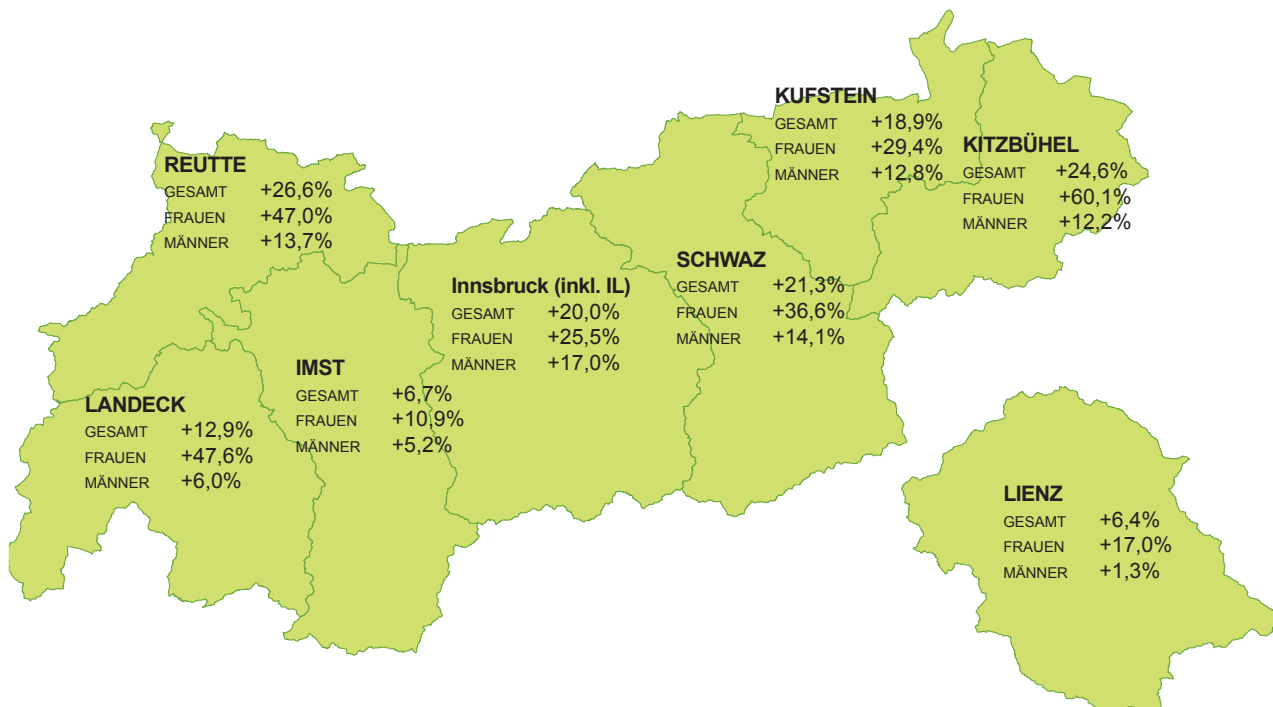 KUFSTEIN
GESAMT +18,9%
FRAUEN +29,4%
MÄNNER +12,8%
KITZBÜHEL
GESAMT +24,6%
FRAUEN +60,1%
MÄNNER +12,2%
REUTTE
GESAMT +26,6%
FRAUEN +47,0%
MÄNNER +13,7%
SCHWAZ
GESAMT +21,3%
FRAUEN +36,6%
MÄNNER +14,1%
Innsbruck (inkl. IL)
GESAMT +20,0%
FRAUEN +25,5%
MÄNNER +17,0%
IMST
GESAMT +6,7%
FRAUEN +10,9%
MÄNNER +5,2%
LANDECK
GESAMT +12,9%
FRAUEN +47,6%
MÄNNER +6,0%
LIENZ
GESAMT +6,4%
FRAUEN +17,0%
MÄNNER +1,3%